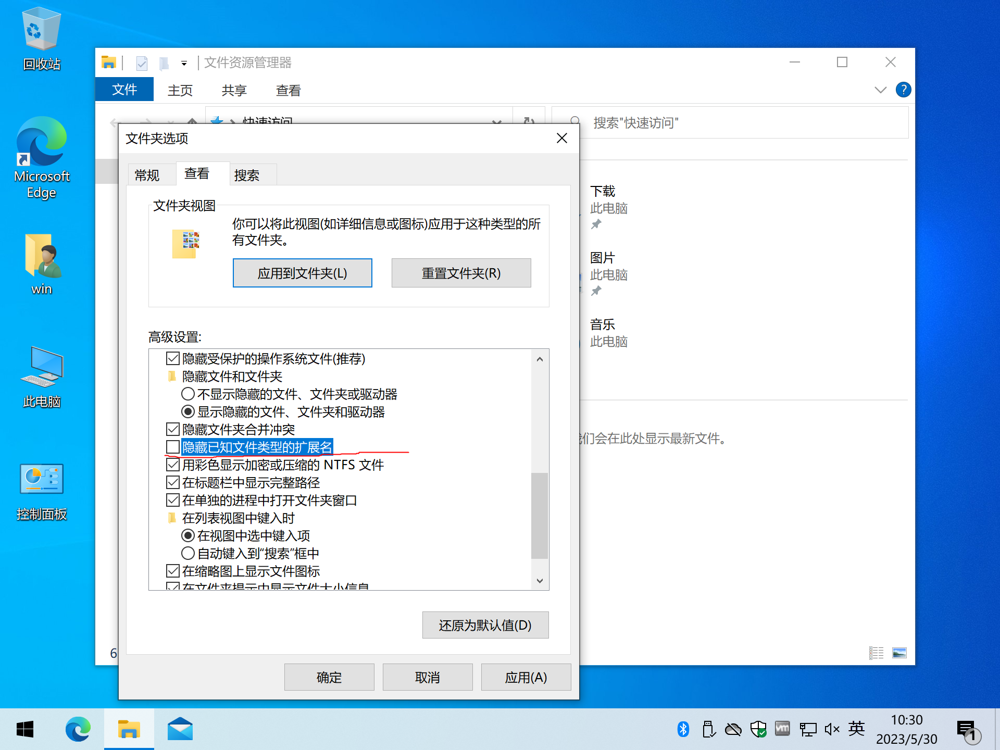 回收站
Microsoft
Edge
win
此电脑
控制面板
文件资源管理器
文件
主页
共享
查看
快速访问
搜索"快速访问"
文件夹选项
常规
查看
搜索
文件夹视图
你可以将此视图(如详细信息或图标)应用于这种类型的所
有文件夹。
应用到文件夹(L)
重置文件夹(R)
高级设置:
隐藏受保护的操作系统文件(推荐)
隐藏文件和文件夹
不显示隐藏的文件、文件夹或驱动器
显示隐藏的文件、文件夹和驱动器
隐藏文件夹合并冲突
隐藏已知文件类型的扩展名
用彩色显示加密或压缩的 NTFS 文件
在标题栏中显示完整路径
在单独的进程中打开文件夹窗口
在列表视图中键入时
在视图中选中键入项
自动键入到“搜索”框中
在缩略图上显示文件图标
在文件夹提示中显示文件大小信息
还原为默认值(D)
确定
取消
应用(A)
下载
此电脑
图片
此电脑
音乐
此电脑
们会在此处显示最新文件。
6
vm
英
10:30
2023/5/30
1